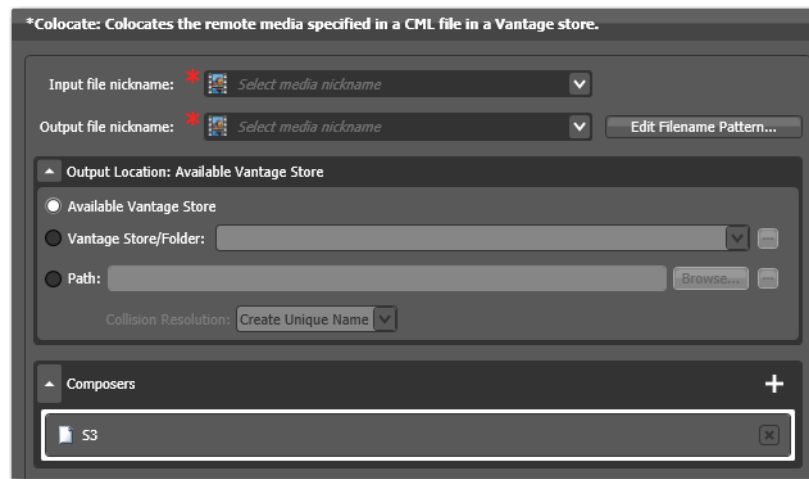 *Colocate: Colocates the remote media specified in a CML file in a Vantage store.
Input file nickname: * Select media nickname
Output file nickname: * Select media nickname Edit Filename Pattern...
Output Location: Available Vantage Store
Available Vantage Store
Vantage Store/Folder: ...
Path: Browse... ...
Collision Resolution: Create Unique Name
Composers +
S3